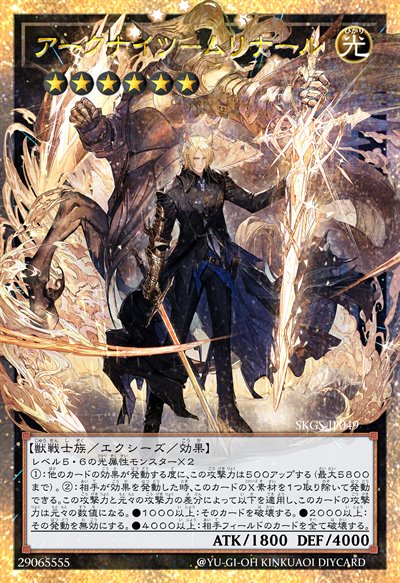 アークナイツームリナール
光
ひかり
SKGS-JP049
【獣戦士族／エクシーズ／効果】
レベル5・6の光属性モンスター×2
①：他のカードの効果が発動する度に、この攻撃力は500アップする（最大5800
まで）。②：相手が効果を発動した時、このカードのX素材を1つ取り除いて発動
できる。この攻撃力と元々の攻撃力の差分によって以下を適用し、このカードの攻撃
力は元々の数値になる。●1000以上：そのカードを破壊する。●2000以上：
その発動を無効にする。●4000以上：相手フィールドのカードを全て破壊する。
ATK/1800 DEF/4000
29065555 @YU-GI-OH KINKUAOI DIYCARD